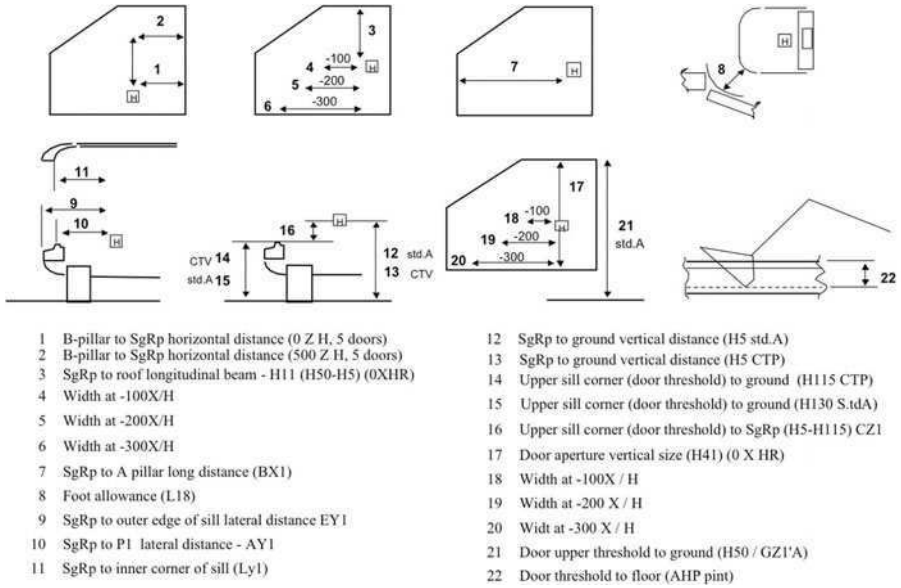 2
1
H
3
-100
4
H
-200
5
-300
6
7
H
H
8
11
9
10
H
H
16
CTV 14
std.A 15
12 std.A
13 CTV
17
-100
18
H
-200
19
-300
20
21
std.A
22
1 B-pillar to SgRp horizontal distance (0 Z H, 5 doors)
2 B-pillar to SgRp horizontal distance (500 Z H, 5 doors)
3 SgRp to roof longitudinal beam - H11 (H50-H5) (0XHR)
4 Width at -100X/H
5 Width at -200X/H
6 Width at -300X/H
7 SgRp to A pillar long distance (BX1)
8 Foot allowance (L18)
9 SgRp to outer edge of sill lateral distance EY1
10 SgRp to P1 lateral distance - AY1
11 SgRp to inner corner of sill (Ly1)
12 SgRp to ground vertical distance (H5 std.A)
13 SgRp to ground vertical distance (H5 CTP)
14 Upper sill corner (door threshold) to ground (H115 CTP)
15 Upper sill corner (door threshold) to ground (H130 S.tdA)
16 Upper sill corner (door threshold) to SgRp (H5-H115) CZ1
17 Door aperture vertical size (H41) (0 X HR)
18 Width at -100X / H
19 Width at -200 X / H
20 Widt at -300 X / H
21 Door upper threshold to ground (H50 / GZ1'A)
22 Door threshold to floor (AHP pint)